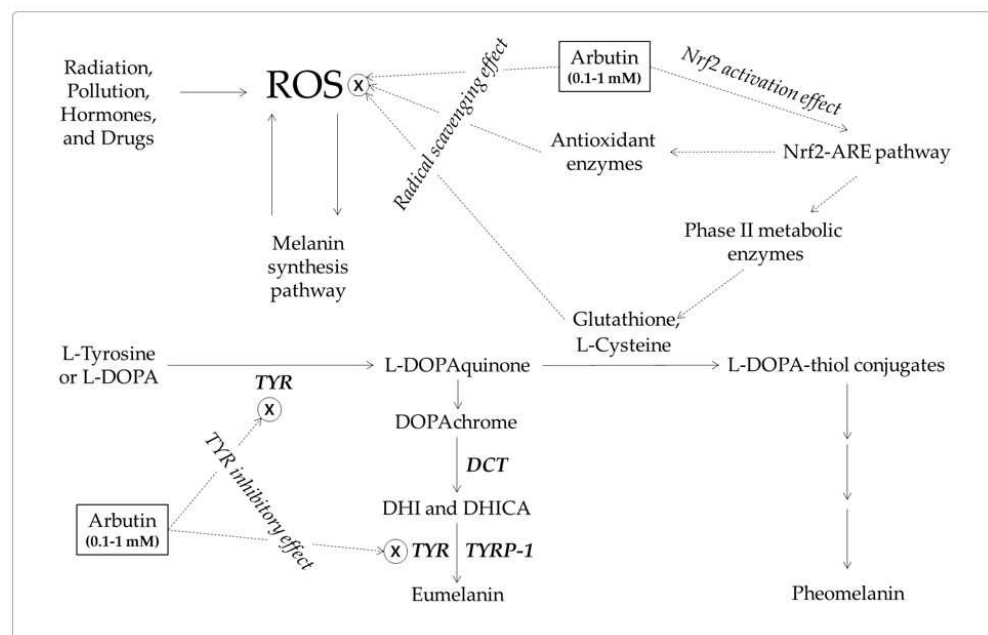 Radiation,
Pollution,
Hormones,
and Drugs
ROS
X
Radical scavenging effect
Arbutin
(0.1-1 mM)
Nrf2 activation effect
Antioxidant
enzymes
Nrf2-ARE pathway
Phase II metabolic
enzymes
Melanin
synthesis
pathway
Glutathione,
L-Cysteine
L-Tyrosine
or L-DOPA
TYR
X
L-DOPAquinone
L-DOPA-thiol conjugates
DOPAchrome
DCT
TYR inhibitory effect
DHI and DHICA
Arbutin
(0.1-1 mM)
X TYR TYRP-1
Eumelanin
Pheomelanin